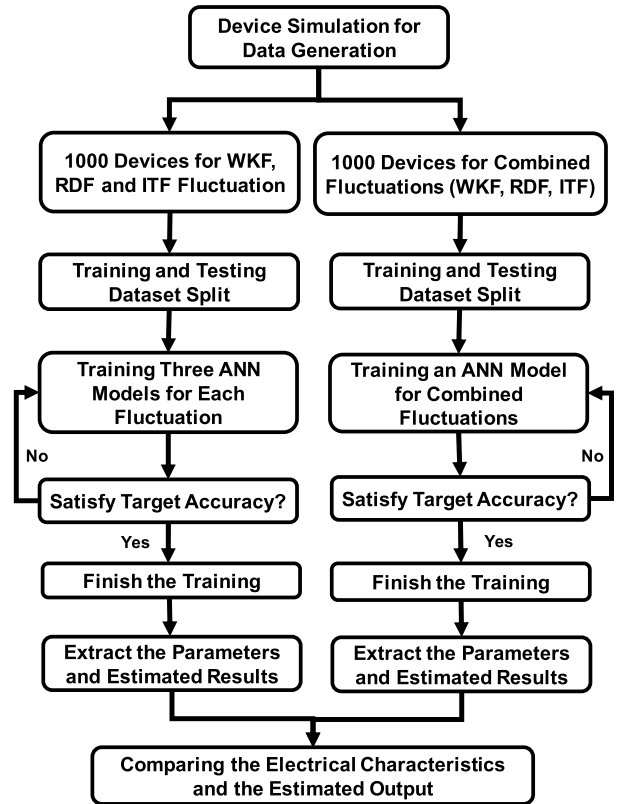 Device Simulation for
Data Generation
1000 Devices for WKF,
RDF and ITF Fluctuation
1000 Devices for Combined
Fluctuations (WKF, RDF, ITF)
Training and Testing
Dataset Split
Training and Testing
Dataset Split
Training Three ANN
Models for Each
Fluctuation
Training an ANN Model
for Combined
Fluctuations
No
No
Satisfy Target Accuracy?
Satisfy Target Accuracy?
Yes
Yes
Finish the Training
Finish the Training
Extract the Parameters
and Estimated Results
Extract the Parameters
and Estimated Results
Comparing the Electrical Characteristics
and the Estimated Output